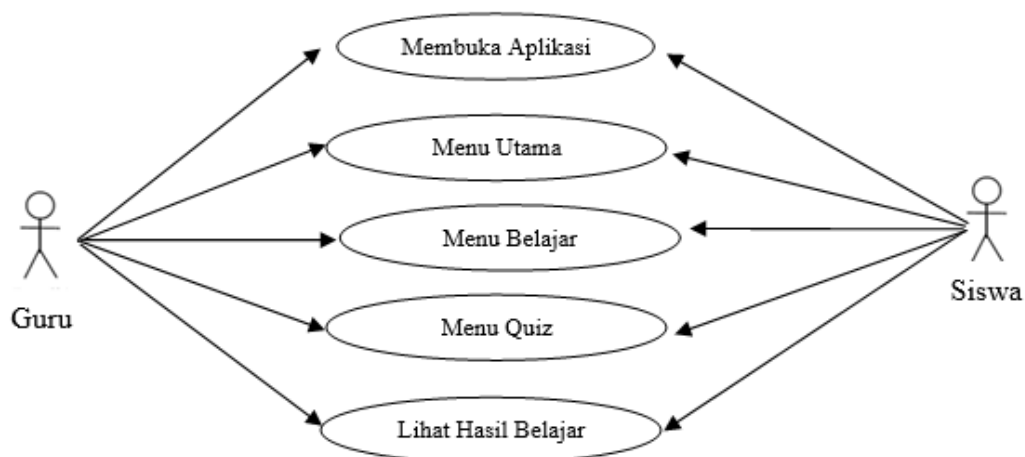 Membuka Aplikasi
Menu Utama
Menu Belajar
Menu Quiz
Lihat Hasil Belajar
Guru
Siswa